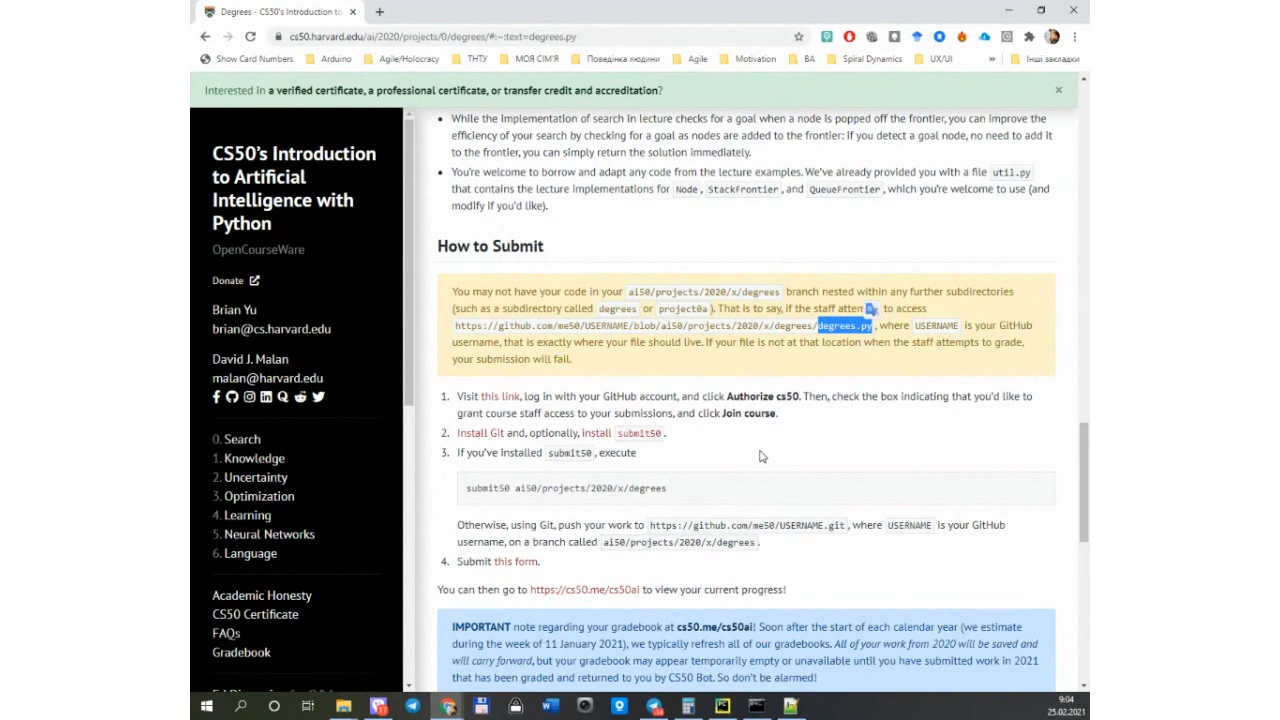 Degrees - CS50's Introduction to
cs50.harvard.edu/ai/2020/projects/0/degrees/#:~:text=degrees.py
Show Card Numbers Arduino Agile/Holocracy ТНТУ МОЯ СІМ'Я Поведінка людини Agile Motivation BA Spiral Dynamics UX/UI » Інші закладки
Interested in a verified certificate, a professional certificate, or transfer credit and accreditation?
CS50's Introduction
to Artificial
Intelligence with
Python
OpenCourseWare
Donate
Brian Yu
brian@cs.harvard.edu
David J. Malan
malan@harvard.edu
0. Search
1. Knowledge
2. Uncertainty
3. Optimization
4. Learning
5. Neural Networks
6. Language
Academic Honesty
CS50 Certificate
FAQs
Gradebook
While the implementation of search in lecture checks for a goal when a node is popped off the frontier, you can improve the
efficiency of your search by checking for a goal as nodes are added to the frontier: if you detect a goal node, no need to add it
to the frontier, you can simply return the solution immediately.
You're welcome to borrow and adapt any code from the lecture examples. We've already provided you with a file util.py
that contains the lecture implementations for Node, StackFrontier, and QueueFrontier, which you're welcome to use (and
modify if you'd like).
How to Submit
You may not have your code in your ai50/projects/2020/x/degrees branch nested within any further subdirectories
(such as a subdirectory called degrees or project0a). That is to say, if the staff atten to access
https://github.com/me50/USERNAME/blob/ai50/projects/2020/x/degrees/degrees.py, where USERNAME is your GitHub
username, that is exactly where your file should live. If your file is not at that location when the staff attempts to grade,
your submission will fail.
1. Visit this link, log in with your GitHub account, and click Authorize cs50. Then, check the box indicating that you'd like to
grant course staff access to your submissions, and click Join course.
2. Install Git and, optionally, install submit50.
3. If you've installed submit50, execute
submit50 ai50/projects/2020/x/degrees
Otherwise, using Git, push your work to https://github.com/me50/USERNAME.git, where USERNAME is your GitHub
username, on a branch called ai50/projects/2020/x/degrees.
4. Submit this form.
You can then go to https://cs50.me/cs50ai to view your current progress!
IMPORTANT note regarding your gradebook at cs50.me/cs50ai! Soon after the start of each calendar year (we estimate
during the week of 11 January 2021), we typically refresh all of our gradebooks. All of your work from 2020 will be saved and
will carry forward, but your gradebook may appear temporarily empty or unavailable until you have submitted work in 2021
that has been graded and returned to you by CS50 Bot. So don't be alarmed!
9:04
25.02.2021